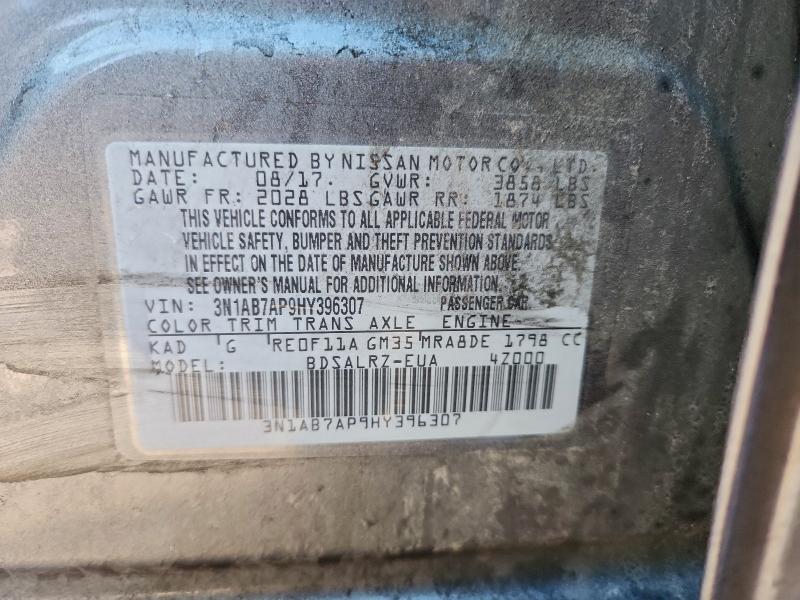 MANUFACTURED BY NISSAN MOTOR CO., LTD.
DATE: 08/17. GVWR: 3858 LBS
GAWR FR: 2028 LBS GAWR RR: 1874 LBS
THIS VEHICLE CONFORMS TO ALL APPLICABLE FEDERAL MOTOR
VEHICLE SAFETY, BUMPER AND THEFT PREVENTION STANDARDS
IN EFFECT ON THE DATE OF MANUFACTURE SHOWN ABOVE.
SEE OWNER'S MANUAL FOR ADDITIONAL INFORMATION.
VIN: 3N1AB7AP9HY396307 PASSENGER CAR
COLOR TRIM TRANS AXLE ENGINE
KAD G RE0F11A GM35 MRA8DE 1798 CC
MODEL: BDSALRZ-EUA 4Z000
3N1AB7AP9HY396307